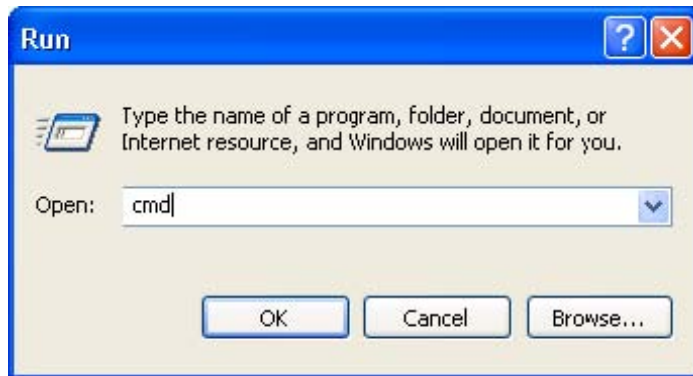 Run
Type the name of a program, folder, document, or
Internet resource, and Windows will open it for you.
Open: cmd
OK Cancel Browse...